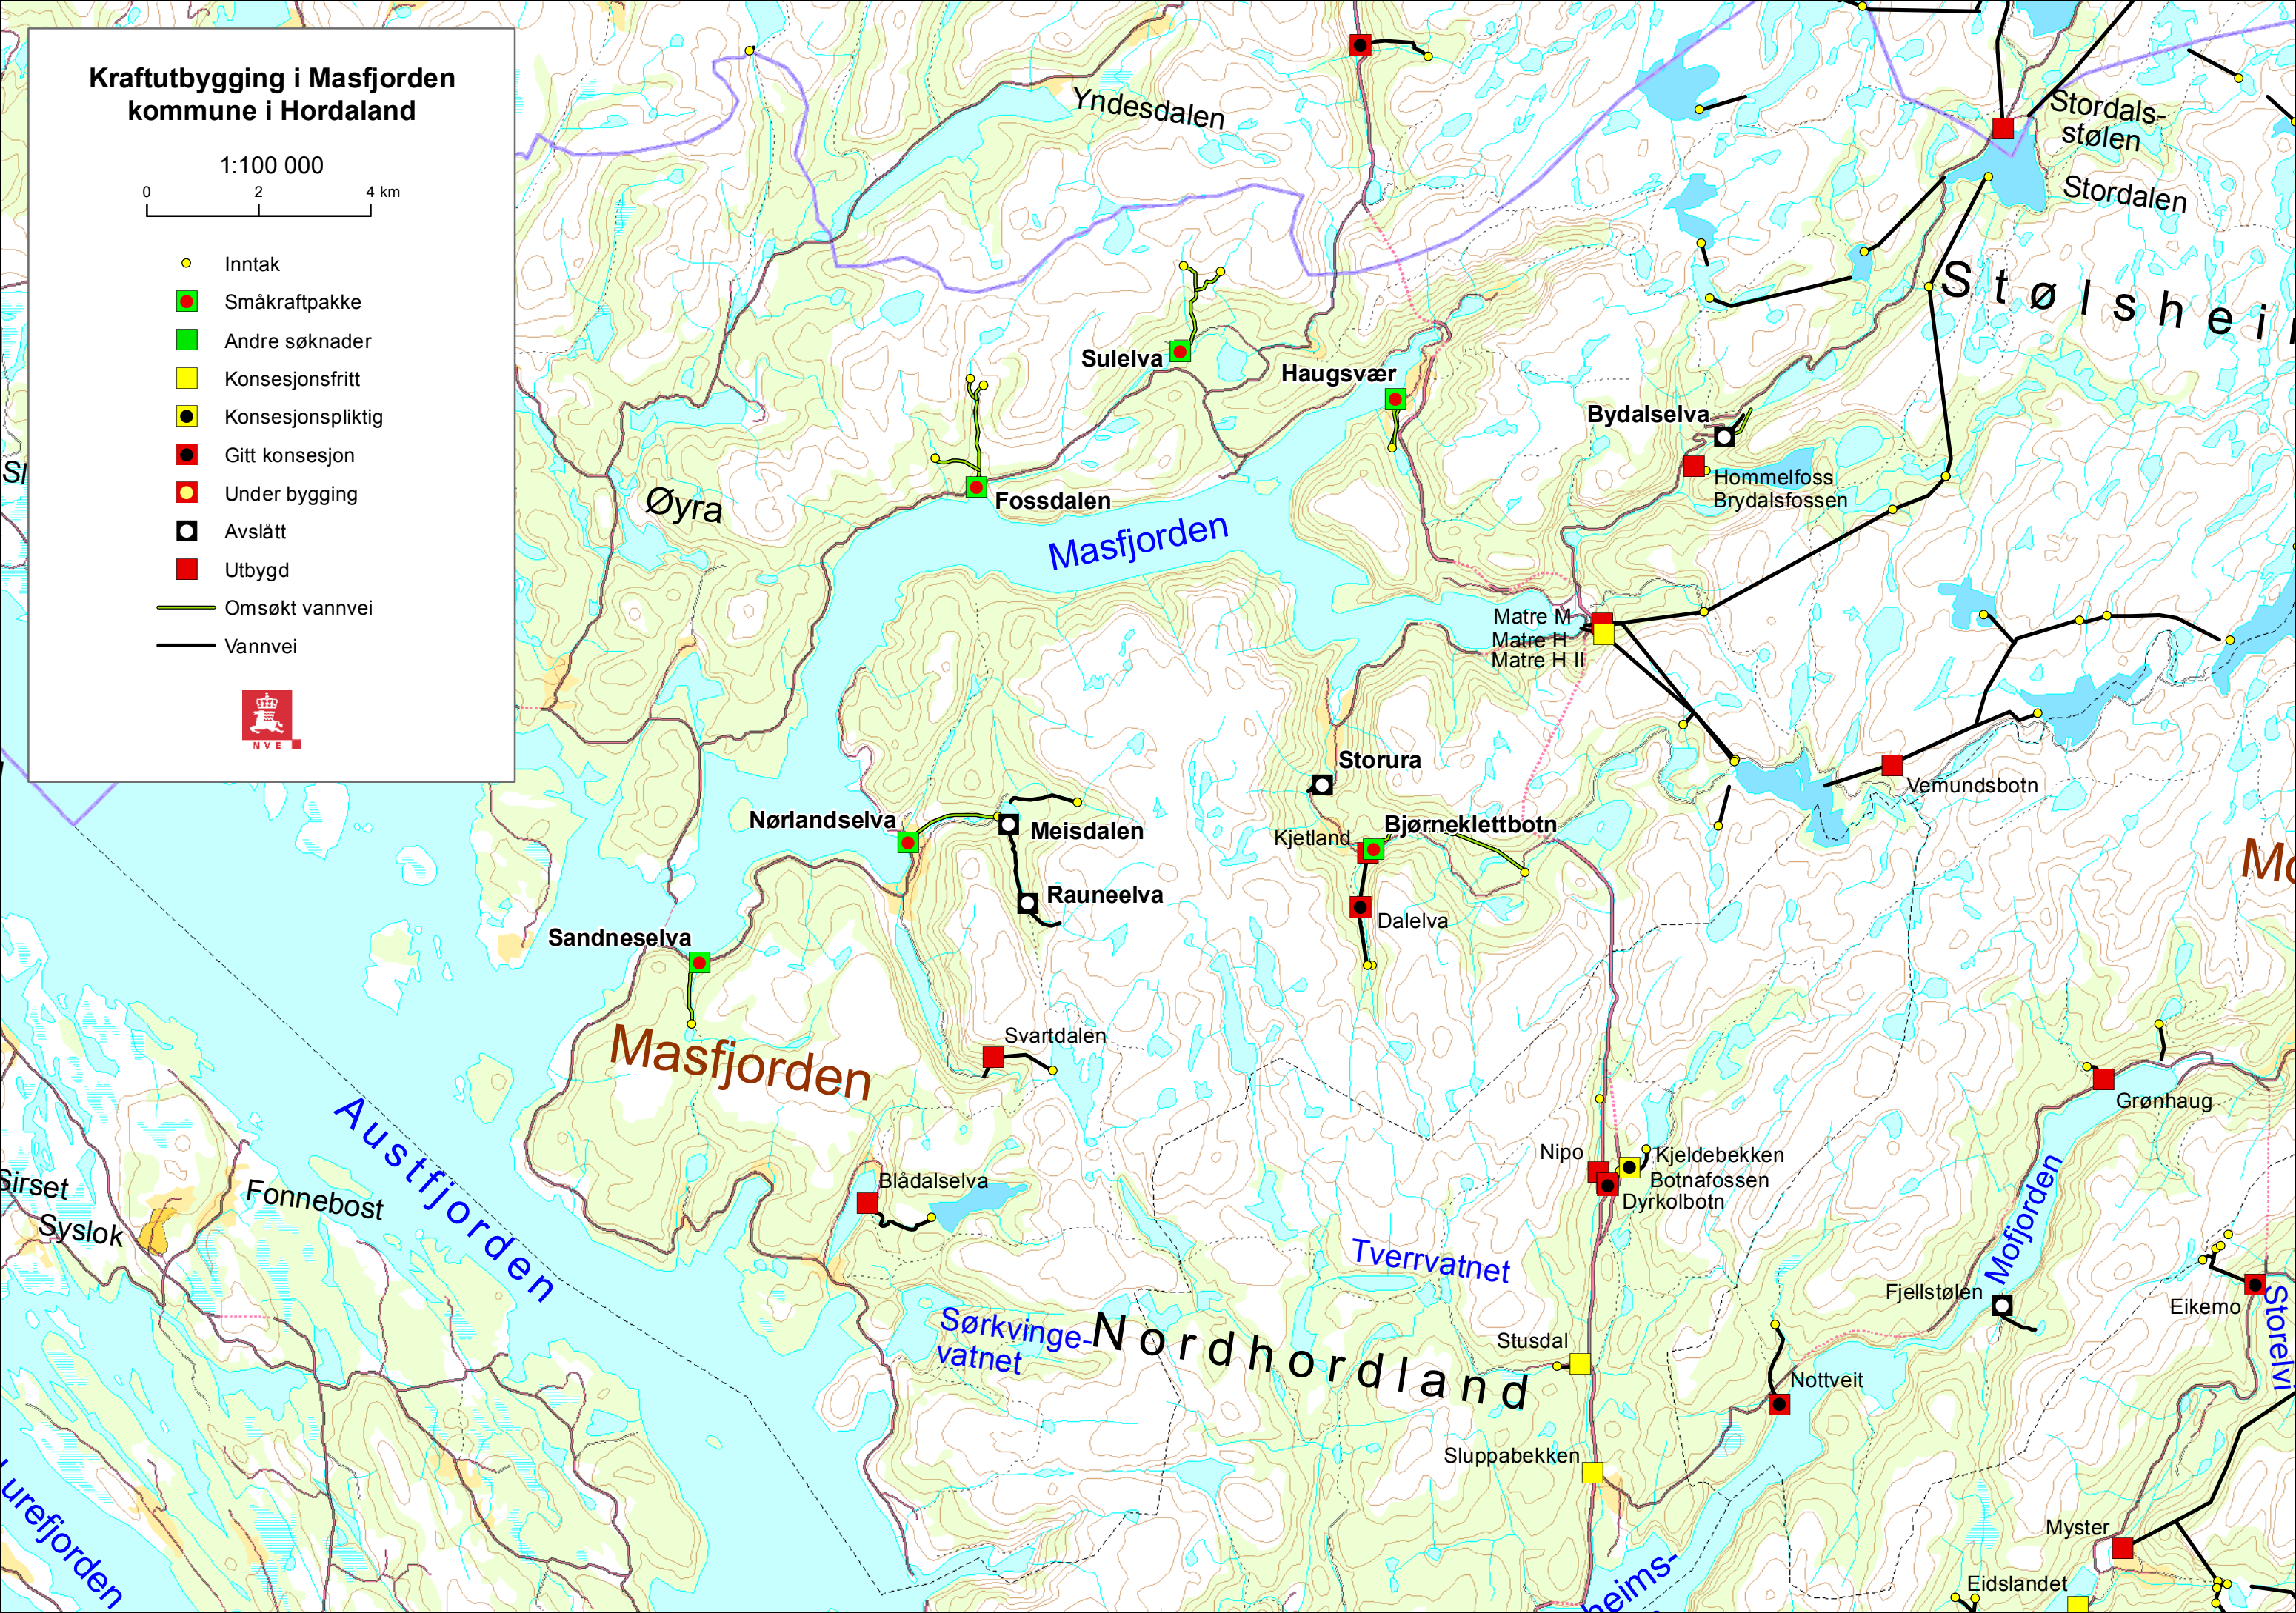 Kraftutbygging i Masfjorden
kommune i Hordaland
1:100 000
0 2 4 km
Inntak
Småkraftpakke
Andre søknader
Konsesjonsfritt
Konsesjonspliktig
Gitt konsesjon
Under bygging
Avslått
Utbygd
Omsøkt vannvei
Vannvei
NVE
Yndesdalen
Stordals-
stølen
Stordalen
Stølsheim
Sulelva
Haugsvær
Bydalselva
Hommelfoss
Brydalsfossen
Øyra
Fossdalen
Masfjorden
Matre M
Matre H
Matre H II
Storura
Vemundsbotn
Nørlandselva
Meisdalen
Kjetland
Bjørneklettbotn
Mo
Rauneelva
Dalelva
Sandneselva
Masfjorden
Svartdalen
Grønhaug
Austfjorden
Nipo
Kjeldebekken
Botnafossen
Dyrkolbotn
Blådalselva
Sirset
Syslok
Fonnebost
Mofjorden
Tverrvatnet
Fjellstølen
Eikemo
Storelvi
Sørkvinge-
vatnet
Nordhordland
Stusdal
Nottveit
Sluppabekken
Lurefjorden
Myster
Eidslandet
heims-